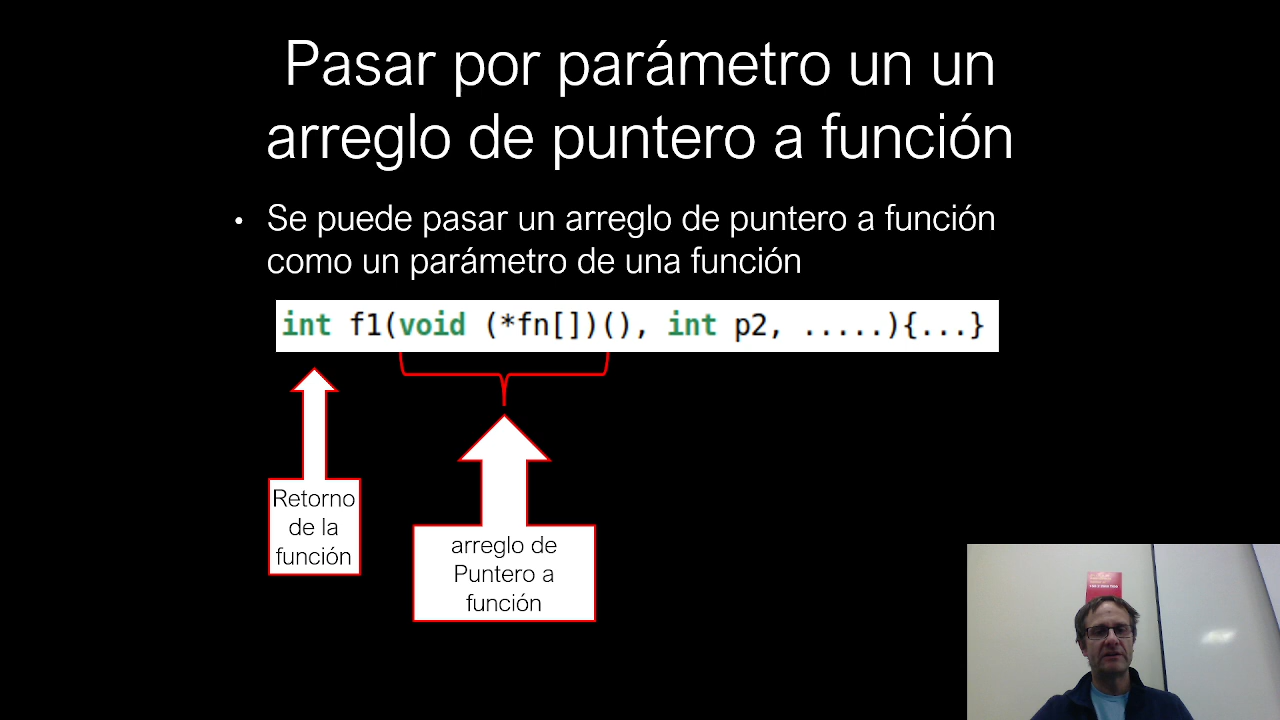 Pasar por parámetro un un
arreglo de puntero a función
• Se puede pasar un arreglo de puntero a función
como un parámetro de una función
int f1(void (*fn[])(), int p2, .....){...}
Retorno
de la
función
arreglo de
Puntero a
función